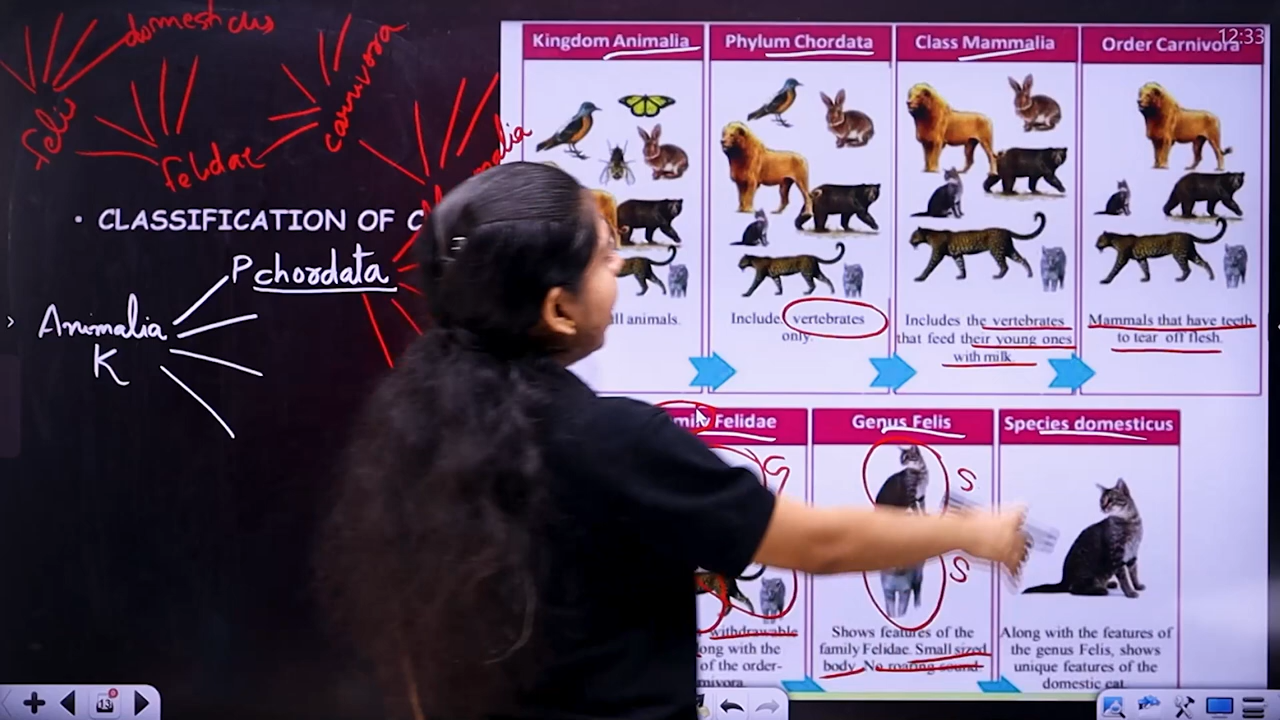 domesticus
felis
felidae
carnivora
• CLASSIFICATION OF C
P chordata
Animalia
K
12:33
Kingdom Animalia
Phylum Chordata
Class Mammalia
Order Carnivora
all animals.
Include vertebrates
only.
Includes the vertebrates
that feed their young ones
with milk.
Mammals that have teeth
to tear off flesh.
Family Felidae
Genus Felis
Species domesticus
G
S
S
withdrawable
ong with the
of the order-
nivora
Shows features of the
family Felidae. Small sized
body, No roaring sound
Along with the features of
the genus Felis, shows
unique features of the
domestic cat.
13